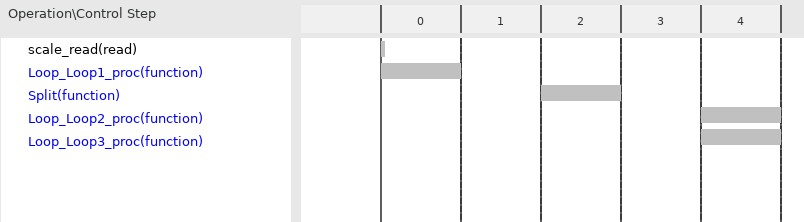 Operation\Control Step
0 1 2 3 4
scale_read(read)
Loop_Loop1_proc(function)
Split(function)
Loop_Loop2_proc(function)
Loop_Loop3_proc(function)